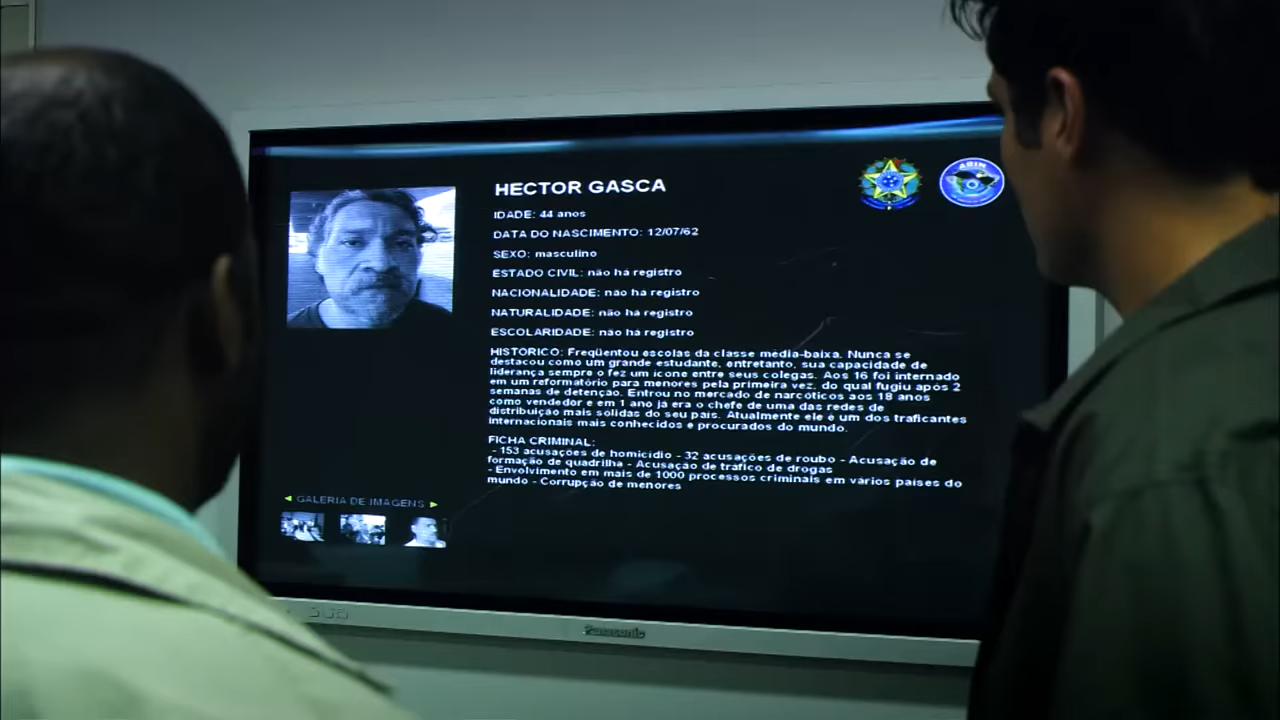 HECTOR GASCA
ABIN
IDADE: 44 anos
DATA DO NASCIMENTO: 12/07/62
SEXO: masculino
ESTADO CIVIL: não há registro
NACIONALIDADE: não há registro
NATURALIDADE: não há registro
ESCOLARIDADE: não há registro
HISTORICO: Freqüentou escolas da classe média-baixa. Nunca se
destacou como um grande estudante, entretanto, sua capacidade de
liderança sempre o fez um ícone entre seus colegas. Aos 16 foi internado
em um reformatório para menores pela primeira vez, do qual fugiu após 2
semanas de detenção. Entrou no mercado de narcóticos aos 18 anos
como vendedor e em 1 ano já era o chefe de uma das redes de
distribuição mais sólidas do seu país. Atualmente ele é um dos traficantes
internacionais mais conhecidos e procurados do mundo.
FICHA CRIMINAL:
- 153 acusações de homicídio - 32 acusações de roubo - Acusação de
formação de quadrilha - Acusação de tráfico de drogas
- Envolvimento em mais de 1000 processos criminais em vários países do
mundo - Corrupção de menores
GALERIA DE IMAGENS
Panasonic